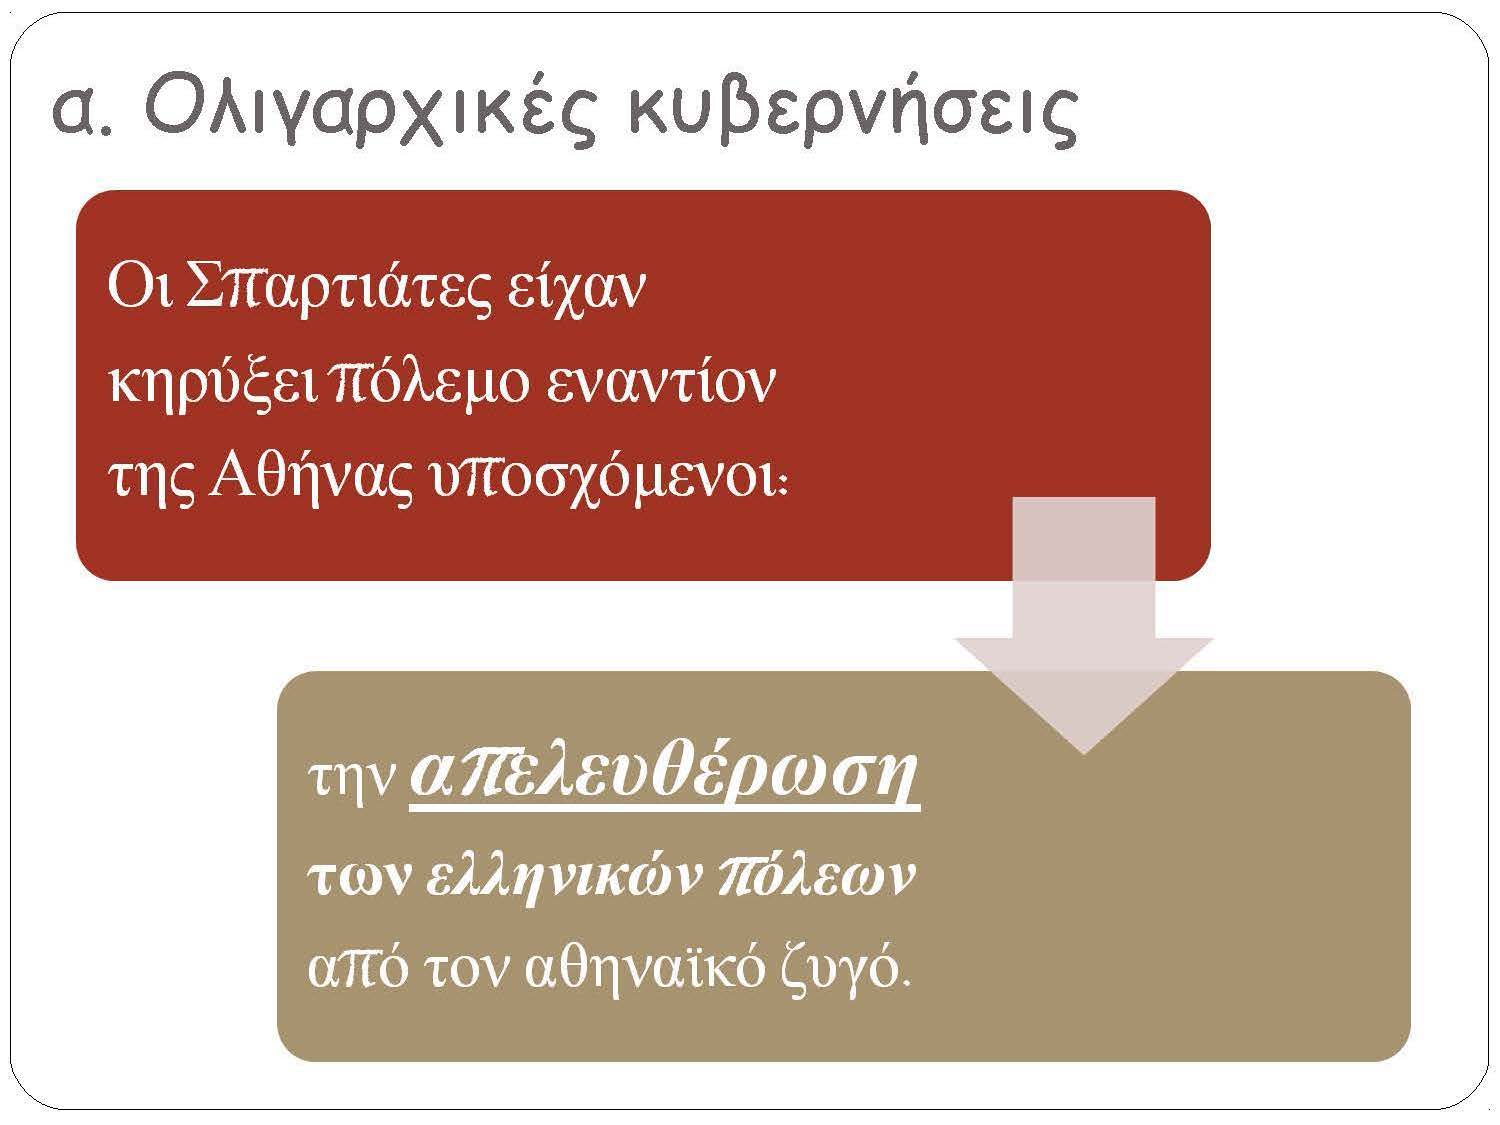 α. Ολιγαρχικές κυβερνήσεις
Οι Σπαρτιάτες είχαν
κηρύξει πόλεμο εναντίον
της Αθήνας υποσχόμενοι:
την απελευθέρωση
των ελληνικών πόλεων
από τον αθηναϊκό ζυγό.